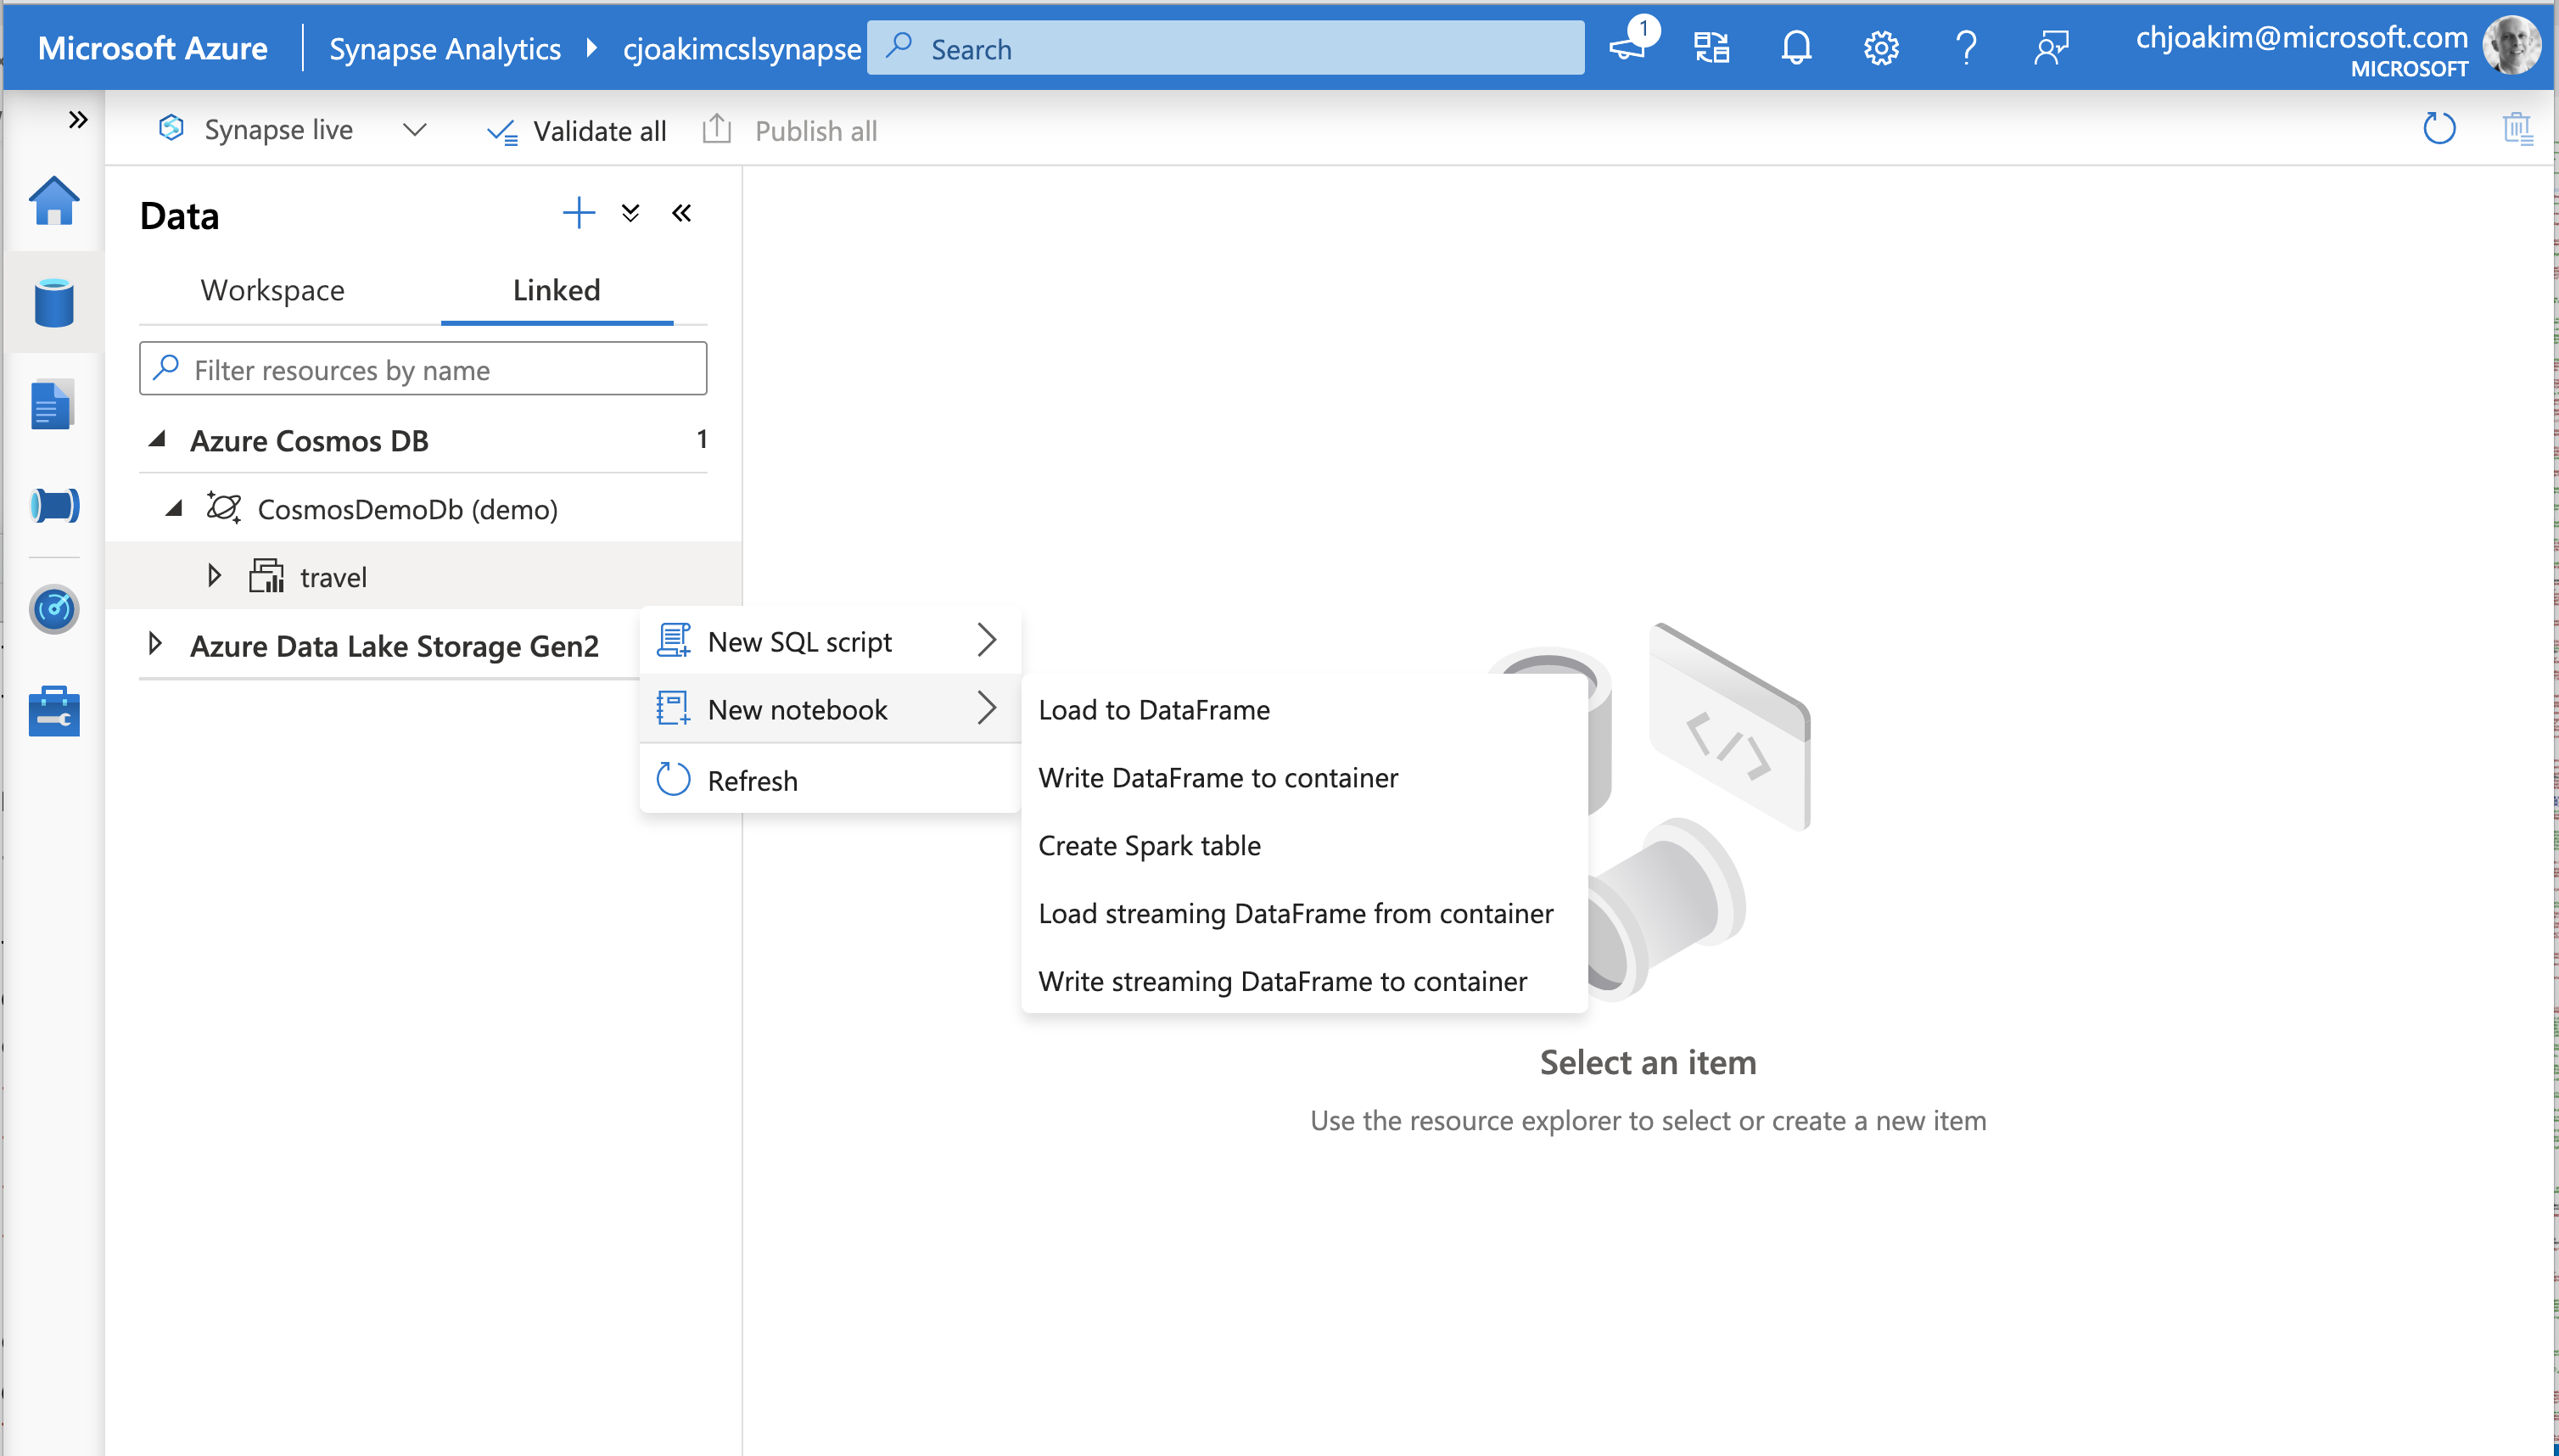 Microsoft Azure
Synapse Analytics
cjoakimcslsynapse
Search
1
chjoakim@microsoft.com
MICROSOFT
Synapse live
Validate all
Publish all
Data
Workspace
Linked
Filter resources by name
Azure Cosmos DB
1
CosmosDemoDb (demo)
travel
Azure Data Lake Storage Gen2
New SQL script
New notebook
Refresh
Load to DataFrame
Write DataFrame to container
Create Spark table
Load streaming DataFrame from container
Write streaming DataFrame to container
Select an item
Use the resource explorer to select or create a new item